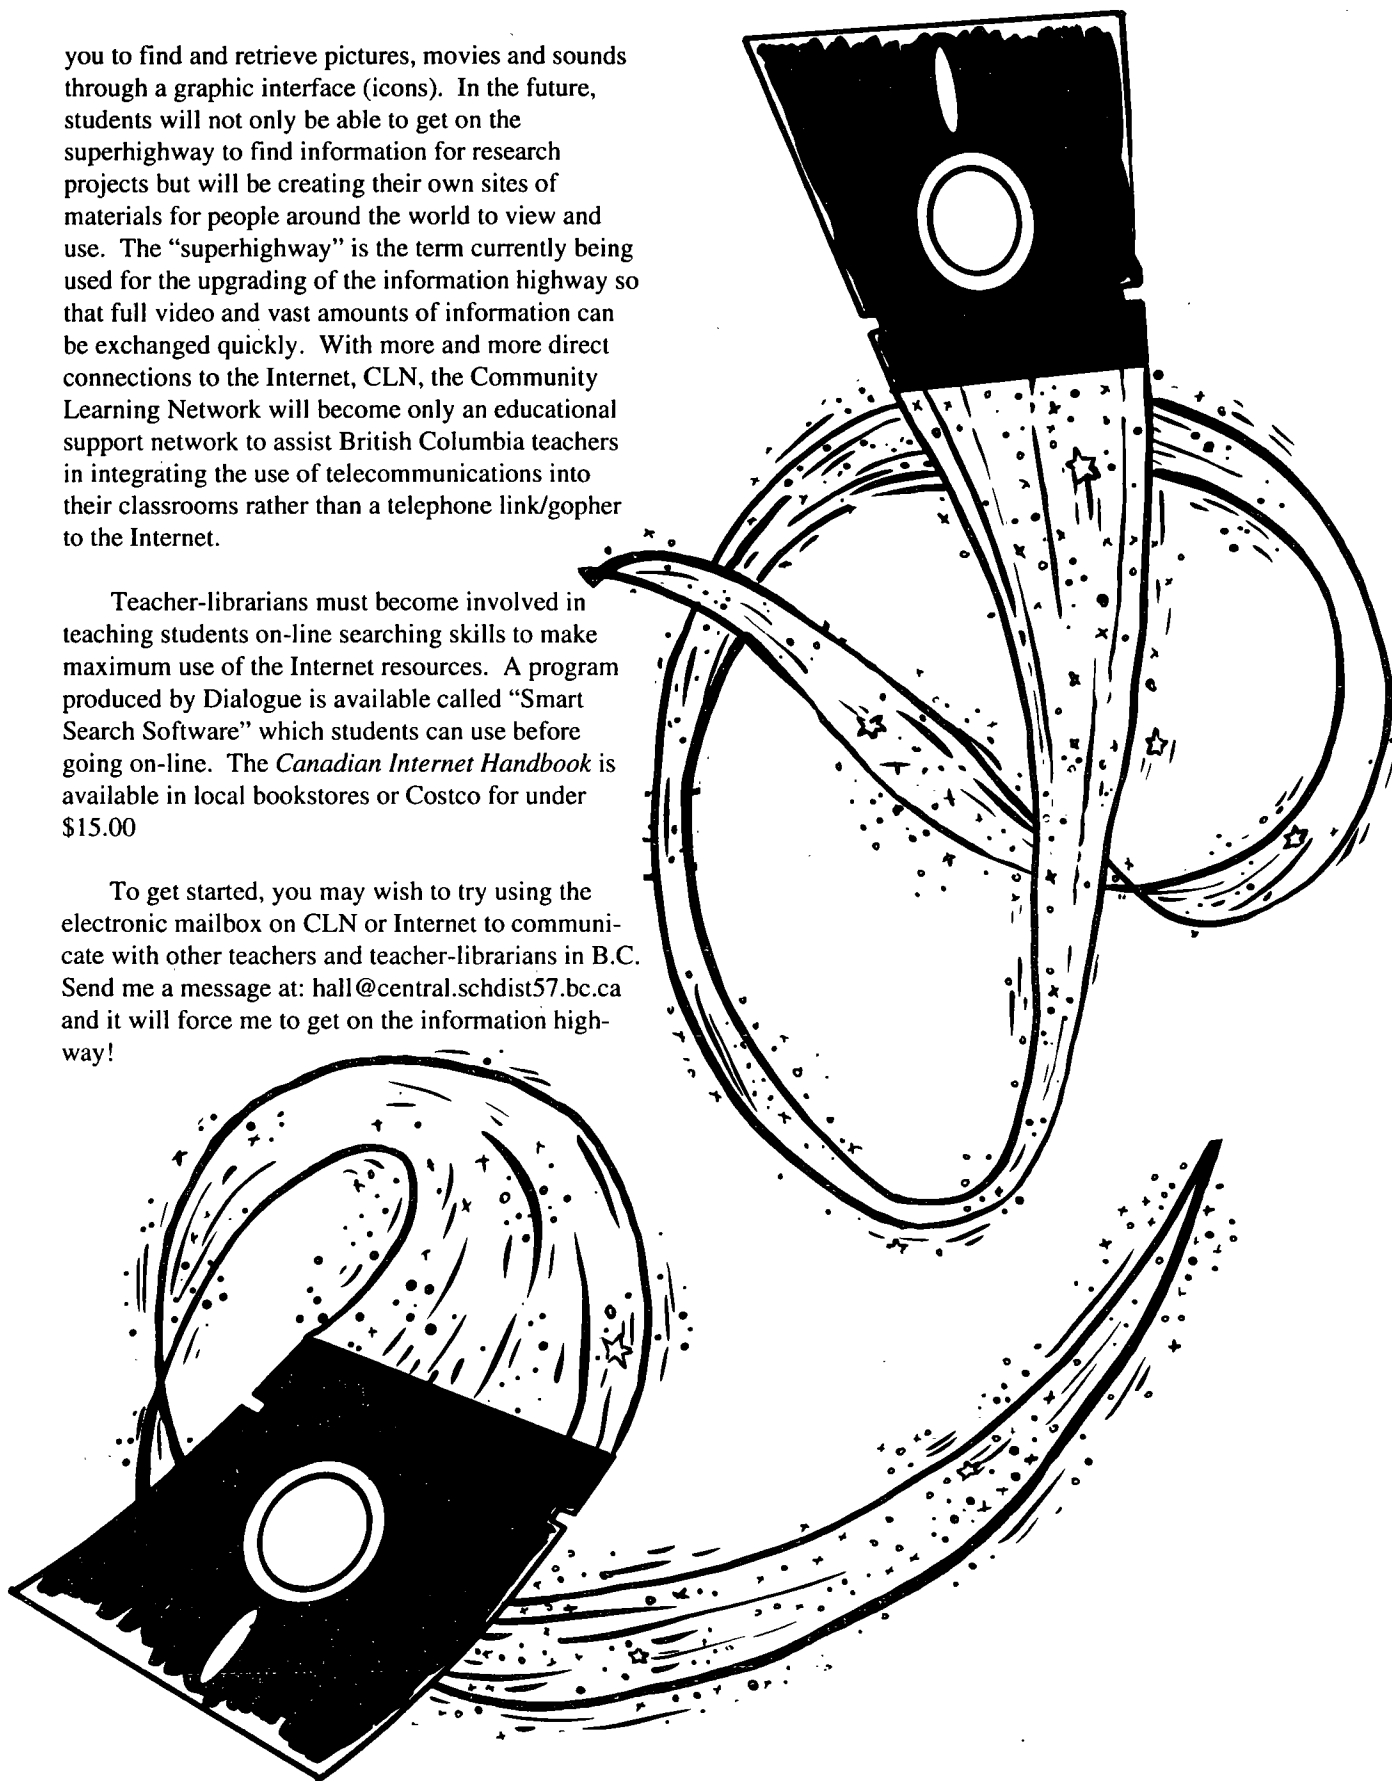 you to find and retrieve pictures, movies and sounds
through a graphic interface (icons).  In the future,
students will not only be able to get on the
superhighway to find information for research
projects but will be creating their own sites of
materials for people around the world to view and
use.  The “superhighway” is the term currently being
used for the upgrading of the information highway so
that full video and vast amounts of information can
be exchanged quickly.  With more and more direct
connections to the Internet, CLN, the Community
Learning Network will become only an educational
support network to assist British Columbia teachers
in integrating the use of telecommunications into
their classrooms rather than a telephone link/gopher
to the Internet.
Teacher-librarians must become involved in
teaching students on-line searching skills to make
maximum use of the Internet resources.  A program
produced by Dialogue is available called “Smart
Search Software” which students can use before
going on-line.  The Canadian Internet Handbook is
available in local bookstores or Costco for under
$15.00
To get started, you may wish to try using the
electronic mailbox on CLN or Internet to communi-
cate with other teachers and teacher-librarians in B.C.
Send me a message at: hall@central.schdist57.bc.ca
and it will force me to get on the information high-
way!